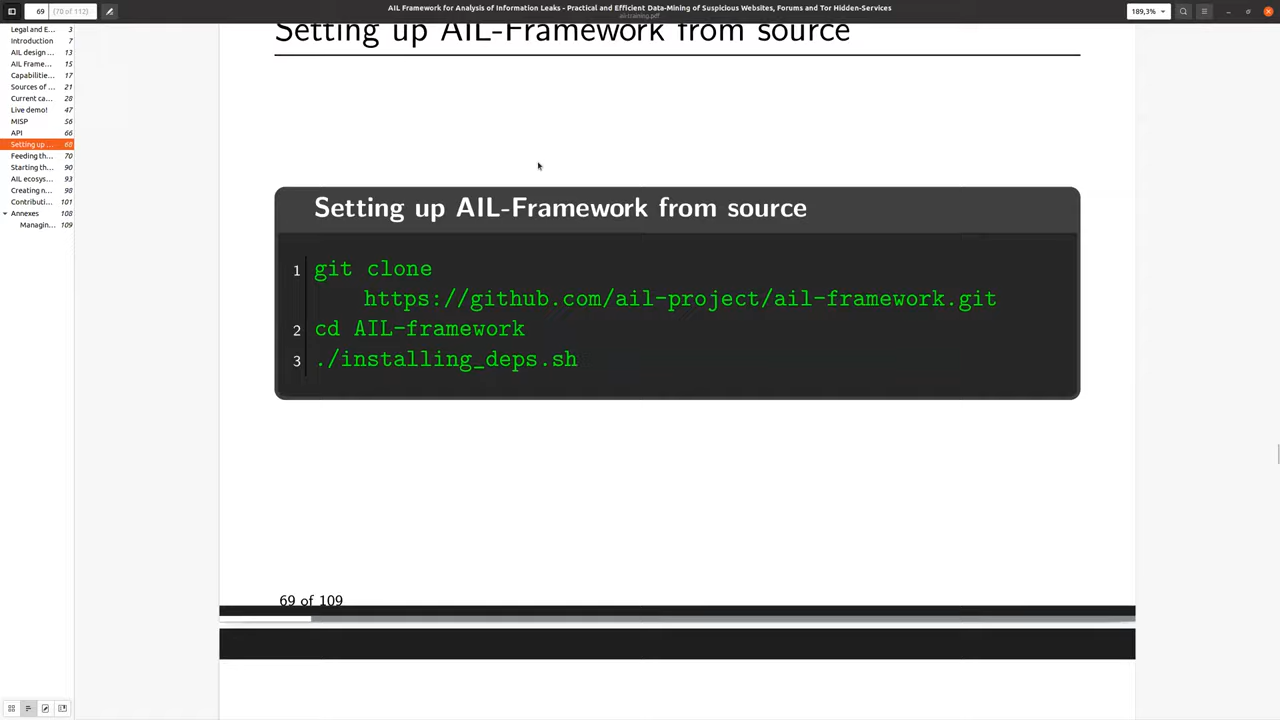 69 (70 of 112)
AIL Framework for Analysis of Information Leaks - Practical and Efficient Data-Mining of Suspicious Websites, Forums and Tor Hidden-Services
189,3%
Legal and E... 3
Introduction 7
AIL design ... 13
AIL Frame... 15
Capabilitie... 17
Sources of ... 21
Current ca... 28
Live demo! 47
MISP 56
API 66
Setting up ... 68
Feeding th... 70
Starting th... 90
AIL ecosys... 93
Creating n... 98
Contributi... 101
Annexes 108
Managin... 109
Setting up AIL-Framework from source
Setting up AIL-Framework from source
1 git clone
https://github.com/ail-project/ail-framework.git
2 cd AIL-framework
3 ./installing_deps.sh
69 of 109